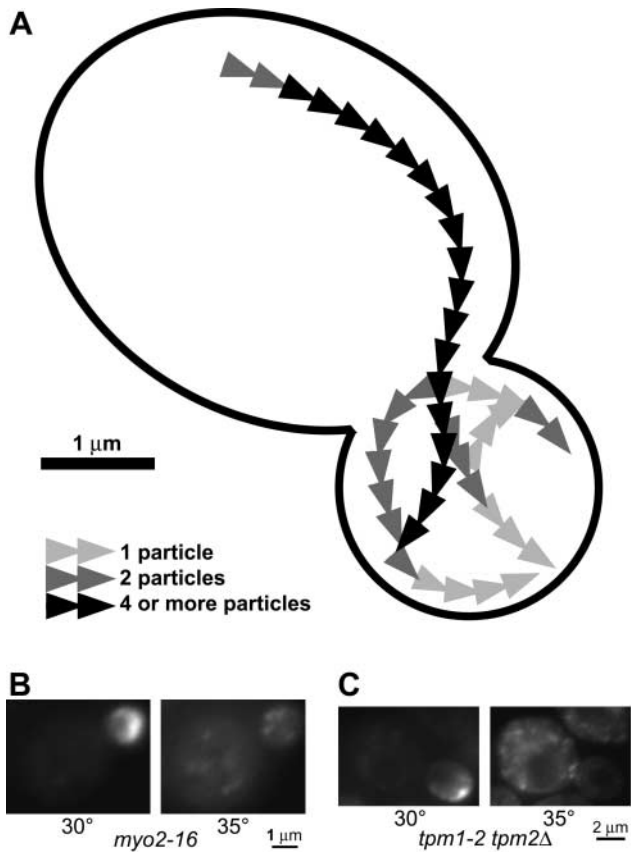 A
1 µm
1 particle
2 particles
4 or more particles
B
C
30°
35°
30°
35°
myo2-16
1 µm
tpm1-2 tpm2Δ
2 µm